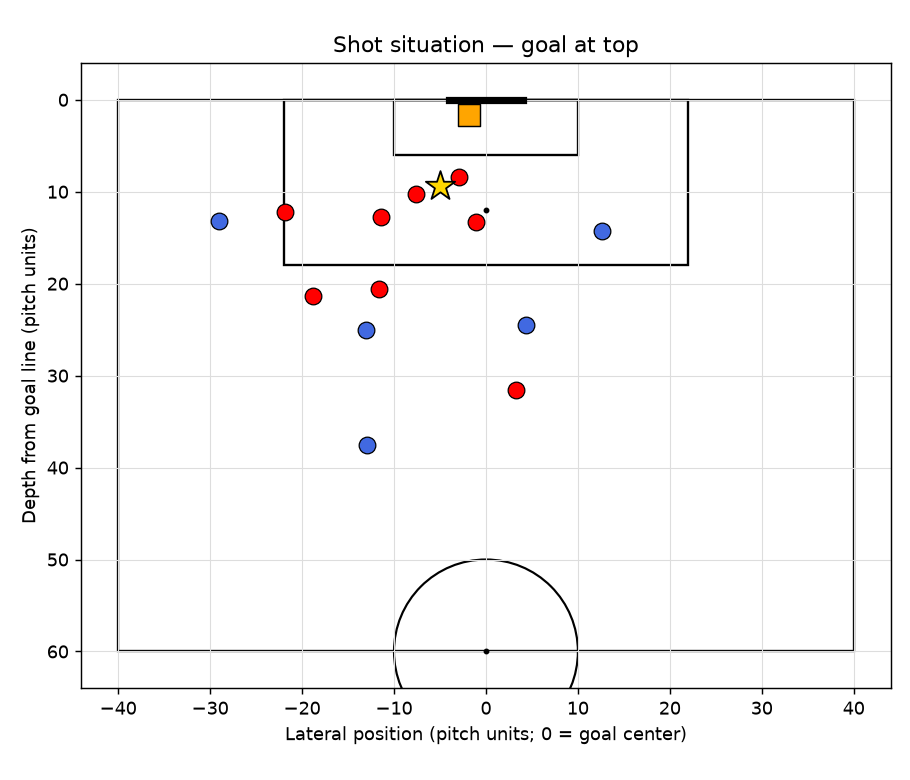 Shot situation — goal at top
0
10
20
30
40
50
60
Depth from goal line (pitch units)
−40 −30 −20 −10 0 10 20 30 40
Lateral position (pitch units; 0 = goal center)